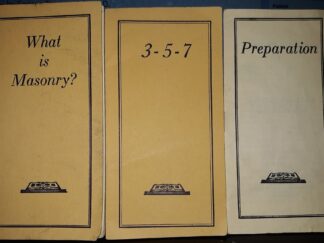 What
is
Masonry?
3-5-7
Preparation